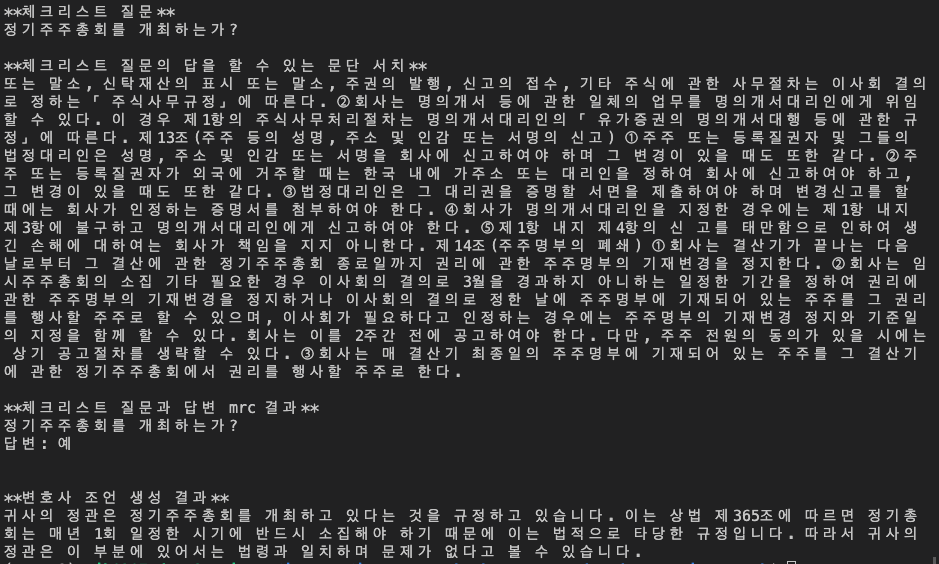 **체크리스트 질문**
정기주주총회를 개최하는가?
**체크리스트 질문의 답을 할 수 있는 문단 서치**
또는 말소, 신탁재산의 표시 또는 말소, 주권의 발행, 신고의 접수, 기타 주식에 관한 사무절차는 이사회 결의
로 정하는「 주식사무규정」에 따른다. ②회사는 명의개서 등에 관한 일체의 업무를 명의개서대리인에게 위임
할 수 있다. 이 경우 제1항의 주식사무처리절차는 명의개서대리인의「 유가증권의 명의개서대행 등에 관한 규
정」에 따른다. 제13조(주주 등의 성명, 주소 및 인감 또는 서명의 신고) ①주주 또는 등록질권자 및 그들의
법정대리인은 성명, 주소 및 인감 또는 서명을 회사에 신고하여야 하며 그 변경이 있을 때도 또한 같다. ②주
주 또는 등록질권자가 외국에 거주할 때는 한국 내에 가주소 또는 대리인을 정하여 회사에 신고하여야 하고,
그 변경이 있을 때도 또한 같다. ③법정대리인은 그 대리권을 증명할 서면을 제출하여야 하며 변경신고를 할
때에는 회사가 인정하는 증명서를 첨부하여야 한다. ④회사가 명의개서대리인을 지정한 경우에는 제1항 내지
제3항에 불구하고 명의개서대리인에게 신고하여야 한다. ⑤제1항 내지 제4항의 신 고를 태만함으로 인하여 생
긴 손해에 대하여는 회사가 책임을 지지 아니한다. 제14조(주주명부의 폐쇄) ①회사는 결산기가 끝나는 다음
날로부터 그 결산에 관한 정기주주총회 종료일까지 권리에 관한 주주명부의 기재변경을 정지한다. ②회사는 임
시주주총회의 소집 기타 필요한 경우 이사회의 결의로 3월을 경과하지 아니하는 일정한 기간을 정하여 권리에
관한 주주명부의 기재변경을 정지하거나 이사회의 결의로 정한 날에 주주명부에 기재되어 있는 주주를 그 권리
를 행사할 주주로 할 수 있으며, 이사회가 필요하다고 인정하는 경우에는 주주명부의 기재변경 정지와 기준일
의 지정을 함께 할 수 있다. 회사는 이를 2주간 전에 공고하여야 한다. 다만, 주주 전원의 동의가 있을 시에는
상기 공고절차를 생략할 수 있다. ③회사는 매 결산기 최종일의 주주명부에 기재되어 있는 주주를 그 결산기
에 관한 정기주주총회에서 권리를 행사할 주주로 한다.
**체크리스트 질문과 답변 mrc 결과**
정기주주총회를 개최하는가?
답변: 예
**변호사 조언 생성 결과**
귀사의 정관은 정기주주총회를 개최하고 있다는 것을 규정하고 있습니다. 이는 상법 제365조에 따르면 정기총
회는 매년 1회 일정한 시기에 반드시 소집해야 하기 때문에 이는 법적으로 타당한 규정입니다. 따라서 귀사의
정관은 이 부분에 있어서는 법령과 일치하며 문제가 없다고 볼 수 있습니다.